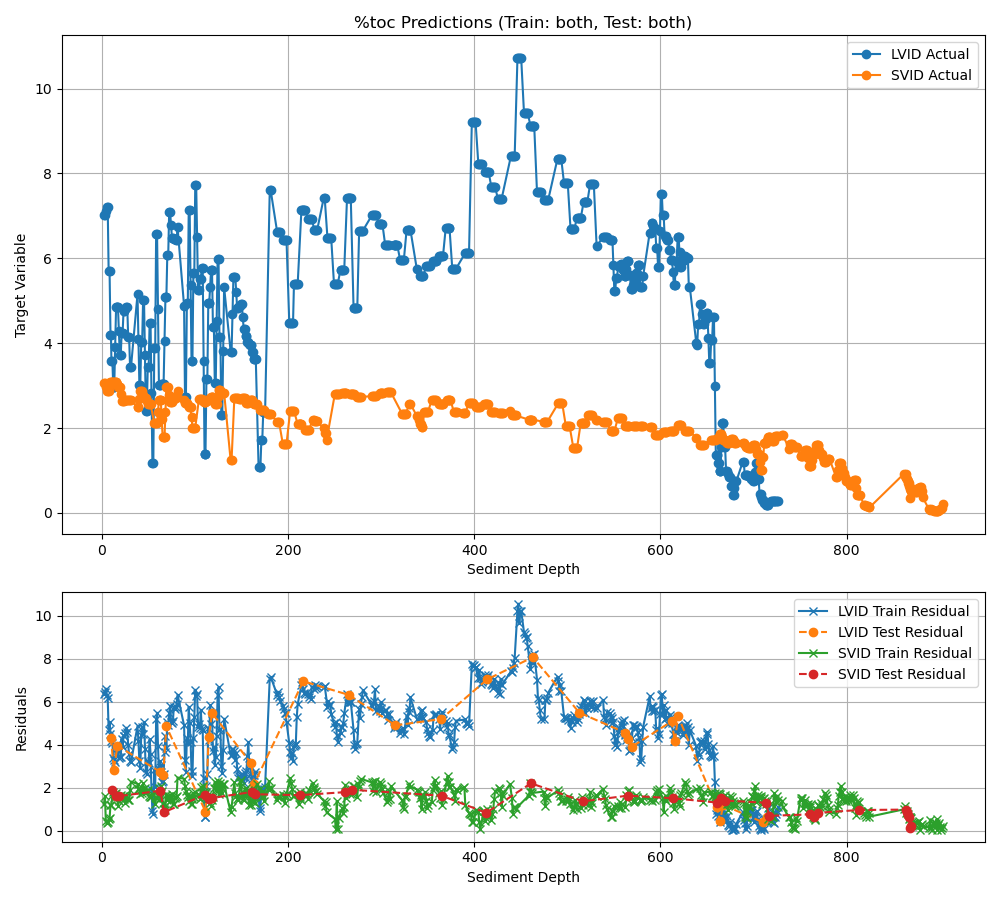 %toc Predictions (Train: both, Test: both)
LVID Actual
SVID Actual
Target Variable
10
8
6
4
2
0
0 200 400 600 800
Sediment Depth
LVID Train Residual
LVID Test Residual
SVID Train Residual
SVID Test Residual
Residuals
10
8
6
4
2
0
0 200 400 600 800
Sediment Depth